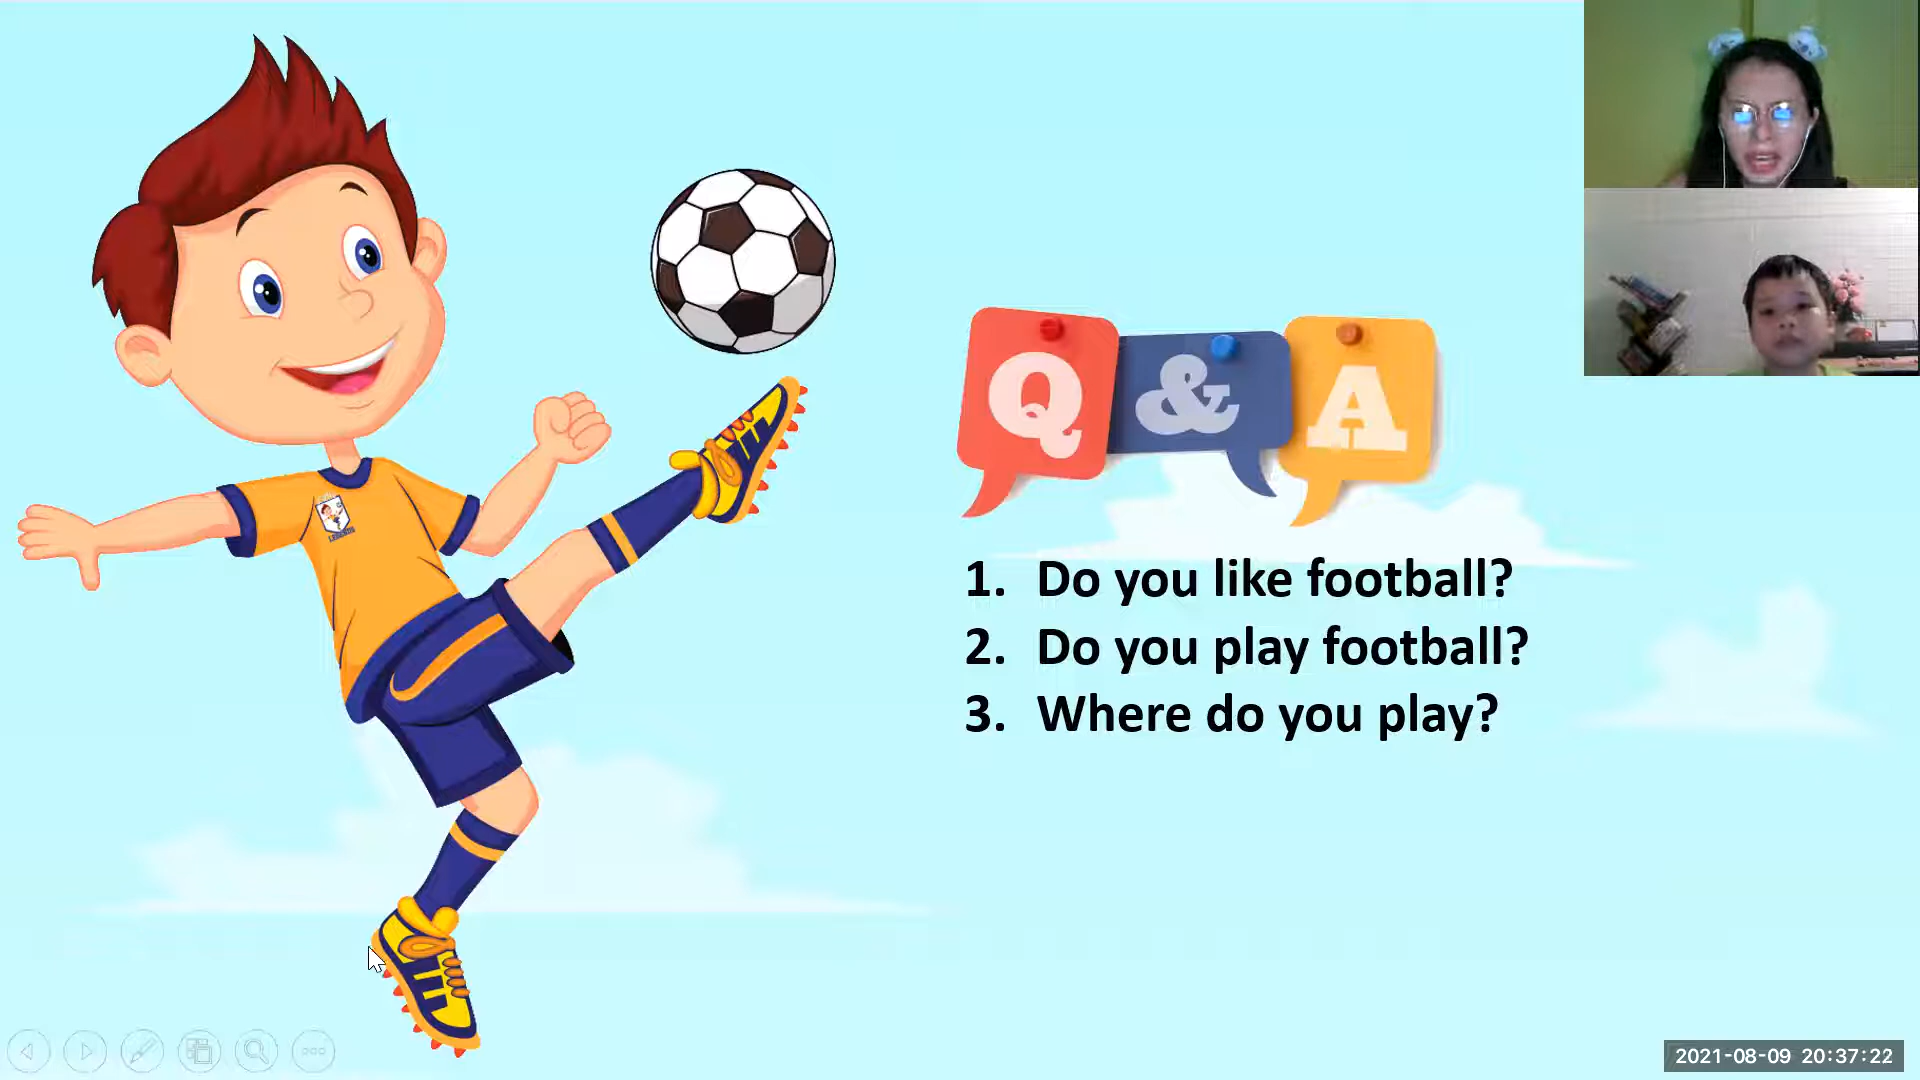 Q & A
1. Do you like football?
2. Do you play football?
3. Where do you play?
2021-08-09 20:37:22